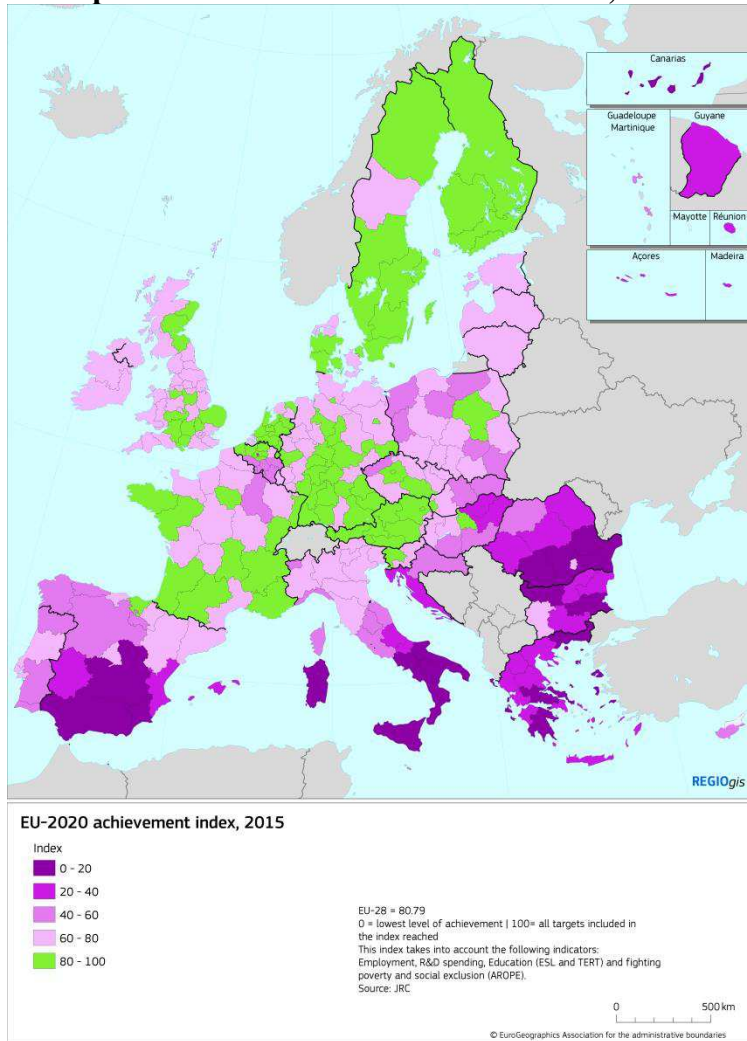 Canarias
Guadeloupe
Martinique
Guyane
Mayotte
Réunion
Açores
Madeira
REGIOgis
EU-2020 achievement index, 2015
Index
0 - 20
20 - 40
40 - 60
60 - 80
80 - 100
EU-28 = 80.79
0 = lowest level of achievement | 100= all targets included in
the index reached
This index takes into account the following indicators:
Employment, R&D spending, Education (ESL and TERT) and fighting
poverty and social exclusion (AROPE).
Source: JRC
0 500 km
© EuroGeographics Association for the administrative boundaries